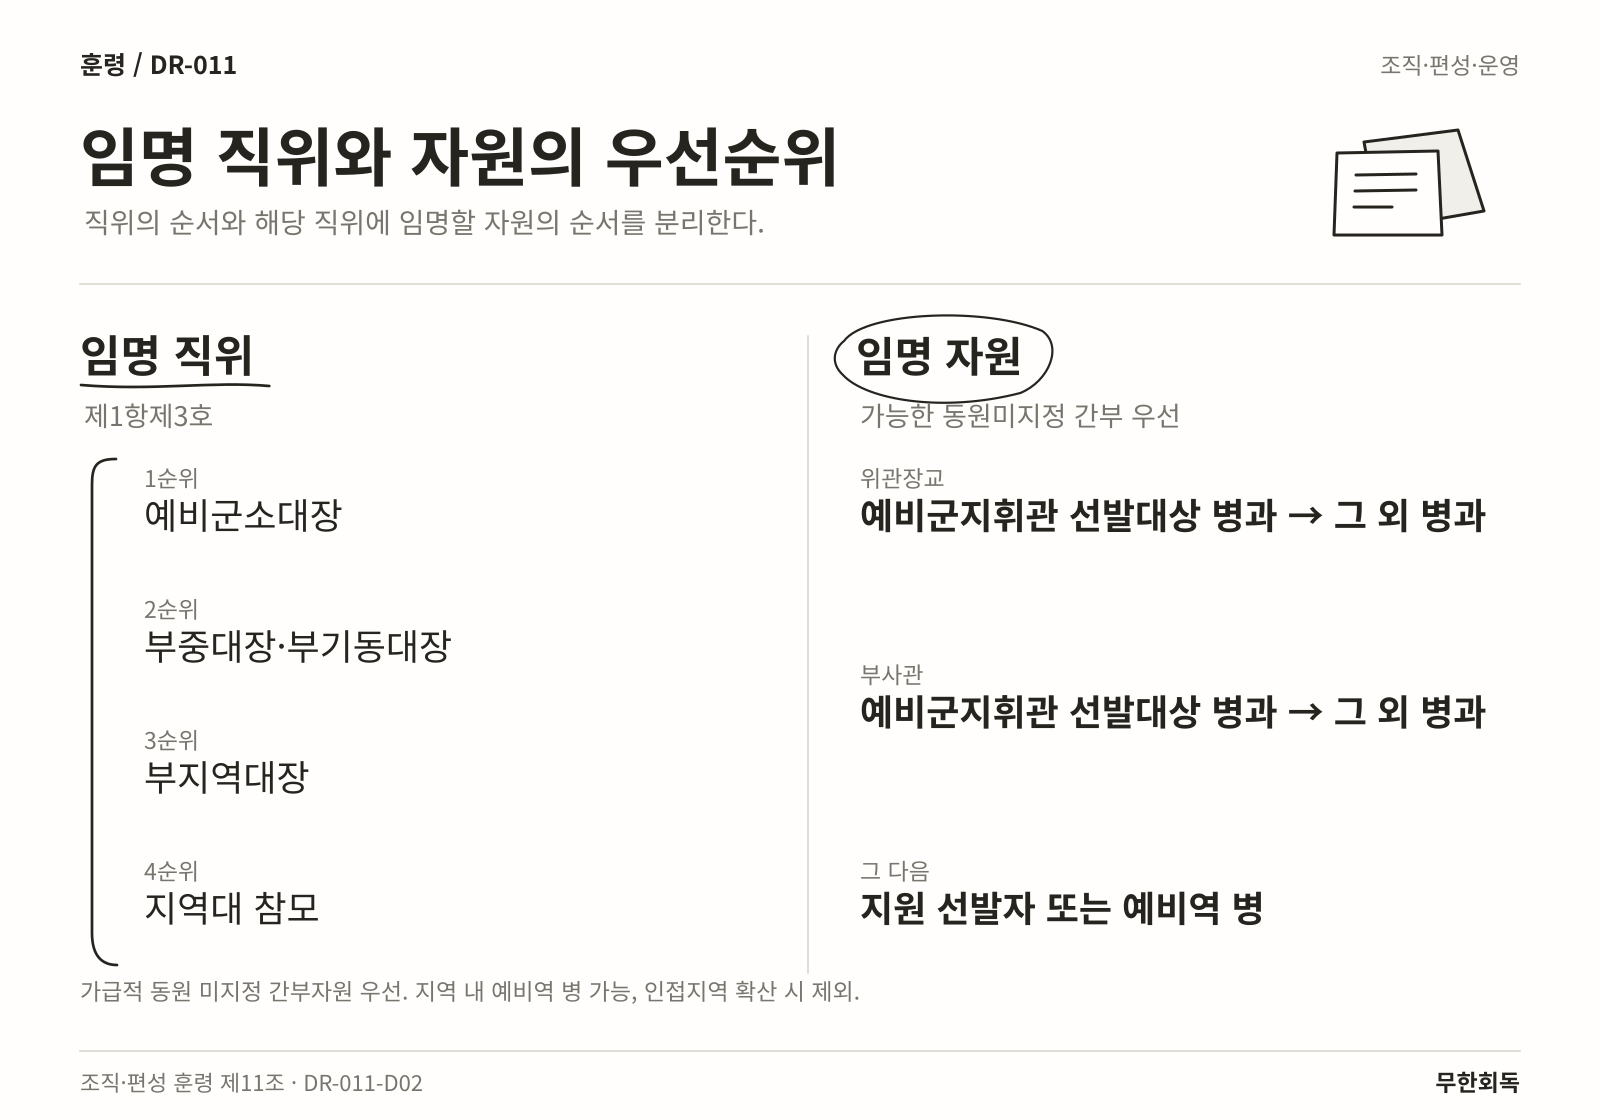 훈령 / DR-011
조직·편성·운영
임명 직위와 자원의 우선순위
직위의 순서와 해당 직위에 임명할 자원의 순서를 분리한다.
임명 직위
제1항제3호
1순위
예비군소대장
2순위
부중대장·부기동대장
3순위
부지역대장
4순위
지역대 참모
임명 자원
가능한 동원미지정 간부 우선
위관장교
예비군지휘관 선발대상 병과 → 그 외 병과
부사관
예비군지휘관 선발대상 병과 → 그 외 병과
그 다음
지원 선발자 또는 예비역 병
가급적 동원 미지정 간부자원 우선. 지역 내 예비역 병 가능, 인접지역 확산 시 제외.
조직·편성 훈령 제11조 · DR-011-D02
무한회독